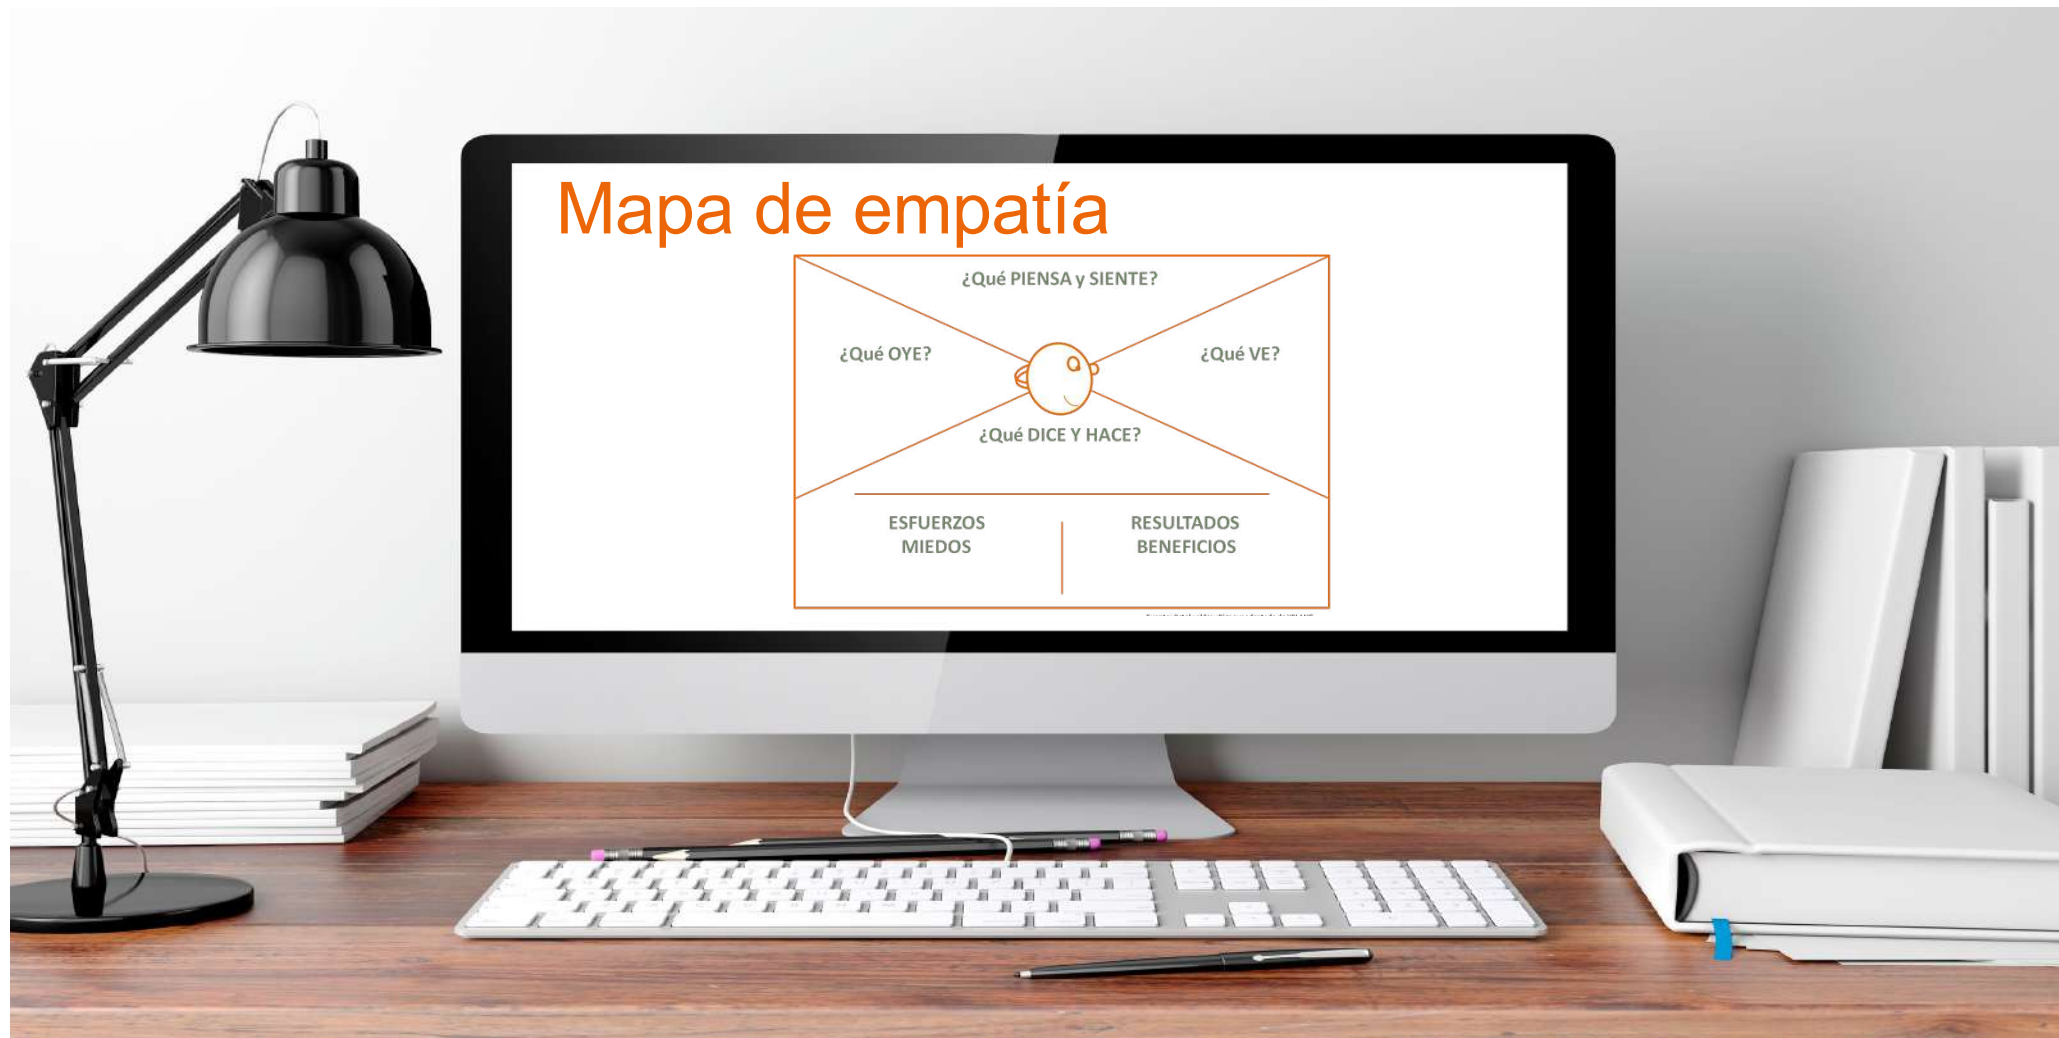 Mapa de empatía
¿Qué PIENSA y SIENTE?
¿Qué OYE?
¿Qué VE?
¿Qué DICE Y HACE?
ESFUERZOS
MIEDOS
RESULTADOS
BENEFICIOS